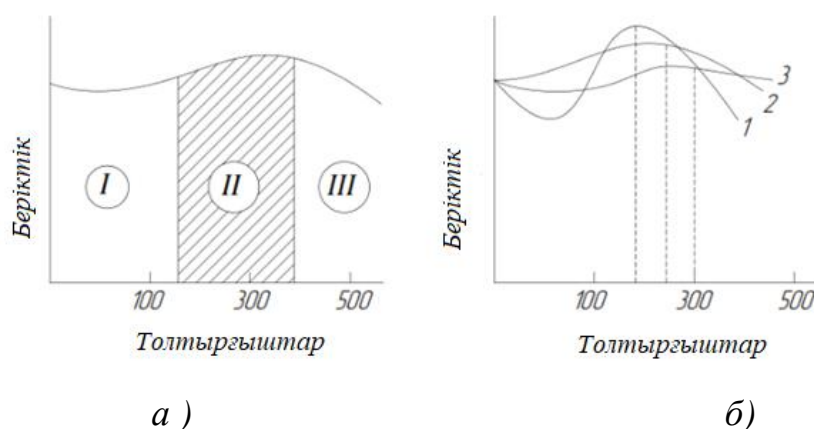 Беріктік
I
II
III
100
300
500
Толтырғыштар
а )
Беріктік
1
2
3
100
300
500
Толтырғыштар
б)